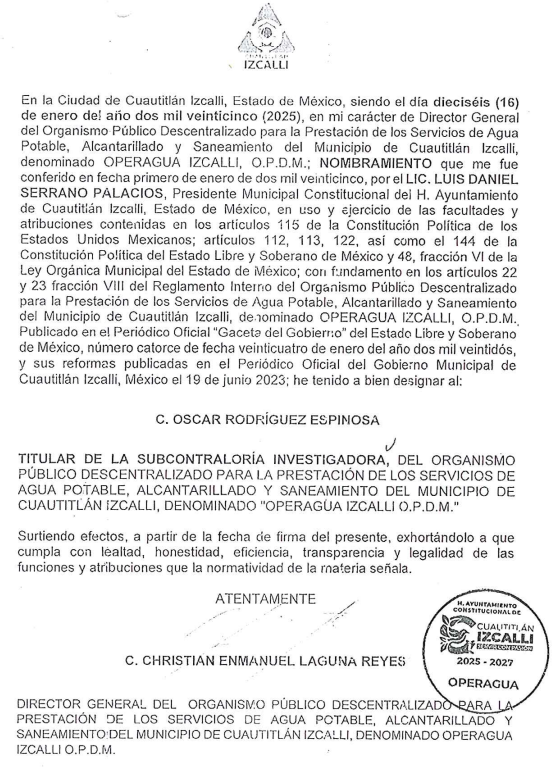 CUAUTITLÁN
IZCALLI
En la Ciudad de Cuautitlán Izcalli, Estado de México, siendo el día dieciséis (16)
de enero del año dos mil veinticinco (2025), en mi carácter de Director General
del Organismo Público Descentralizado para la Prestación de los Servicios de Agua
Potable, Alcantarillado y Saneamiento del Municipio de Cuautitlán Izcalli,
denominado OPERAGUA IZCALLI, O.P.D.M.; NOMBRAMIENTO que me fue
conferido en fecha primero de enero de dos mil veinticinco, por el LIC. LUIS DANIEL
SERRANO PALACIOS, Presidente Municipal Constitucional del H. Ayuntamiento
de Cuautitlán Izcalli, Estado de México, en uso y ejercicio de las facultades y
atribuciones contenidas en los artículos 115 de la Constitución Política de los
Estados Unidos Mexicanos; artículos 112, 113, 122, así como el 144 de la
Constitución Política del Estado Libre y Soberano de México y 48, fracción VI de la
Ley Orgánica Municipal del Estado de México; con fundamento en los artículos 22
y 23 fracción VIII del Reglamento Interno del Organismo Público Descentralizado
para la Prestación de los Servicios de Agua Potable, Alcantarillado y Saneamiento
del Municipio de Cuautitlán Izcalli, denominado OPERAGUA IZCALLI, O.P.D.M.
Publicado en el Periódico Oficial "Gaceta del Gobierno" del Estado Libre y Soberano
de México, número catorce de fecha veinticuatro de enero del año dos mil veintidós,
y sus reformas publicadas en el Periódico Oficial del Gobierno Municipal de
Cuautitlán Izcalli, México el 19 de junio 2023; he tenido a bien designar al:
C. OSCAR RODRÍGUEZ ESPINOSA
TITULAR DE LA SUBCONTRALORÍA INVESTIGADORA, DEL ORGANISMO
PÚBLICO DESCENTRALIZADO PARA LA PRESTACIÓN DE LOS SERVICIOS DE
AGUA POTABLE, ALCANTARILLADO Y SANEAMIENTO DEL MUNICIPIO DE
CUAUTITLÁN IZCALLI, DENOMINADO "OPERAGUA IZCALLI O.P.D.M."
Surtiendo efectos, a partir de la fecha de firma del presente, exhortándolo a que
cumpla con lealtad, honestidad, eficiencia, transparencia y legalidad de las
funciones y atribuciones que la normatividad de la materia señala.
ATENTAMENTE
C. CHRISTIAN ENMANUEL LAGUNA REYES
H. AYUNTAMIENTO
CONSTITUCIONAL DE
CUAUTITLÁN
IZCALLI
SERVIR CON PASIÓN
2025 - 2027
OPERAGUA
DIRECTOR GENERAL DEL ORGANISMO PÚBLICO DESCENTRALIZADO PARA LA
PRESTACIÓN DE LOS SERVICIOS DE AGUA POTABLE, ALCANTARILLADO Y
SANEAMIENTO DEL MUNICIPIO DE CUAUTITLÁN IZCALLI, DENOMINADO OPERAGUA
IZCALLI O.P.D.M.